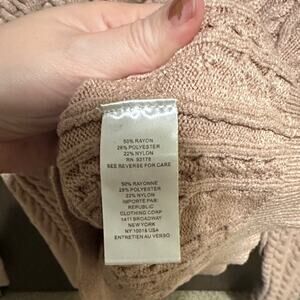 50% RAYON
28% POLYESTER
22% NYLON
RN 92178
SEE REVERSE FOR CARE
50% RAYONNE
28% POLYESTER
22% NYLON
IMPORTÉ PAR:
REPUBLIC
CLOTHING CORP
1411 BROADWAY
NEW YORK
NY 10018 USA
ENTRETIEN AU VERSO